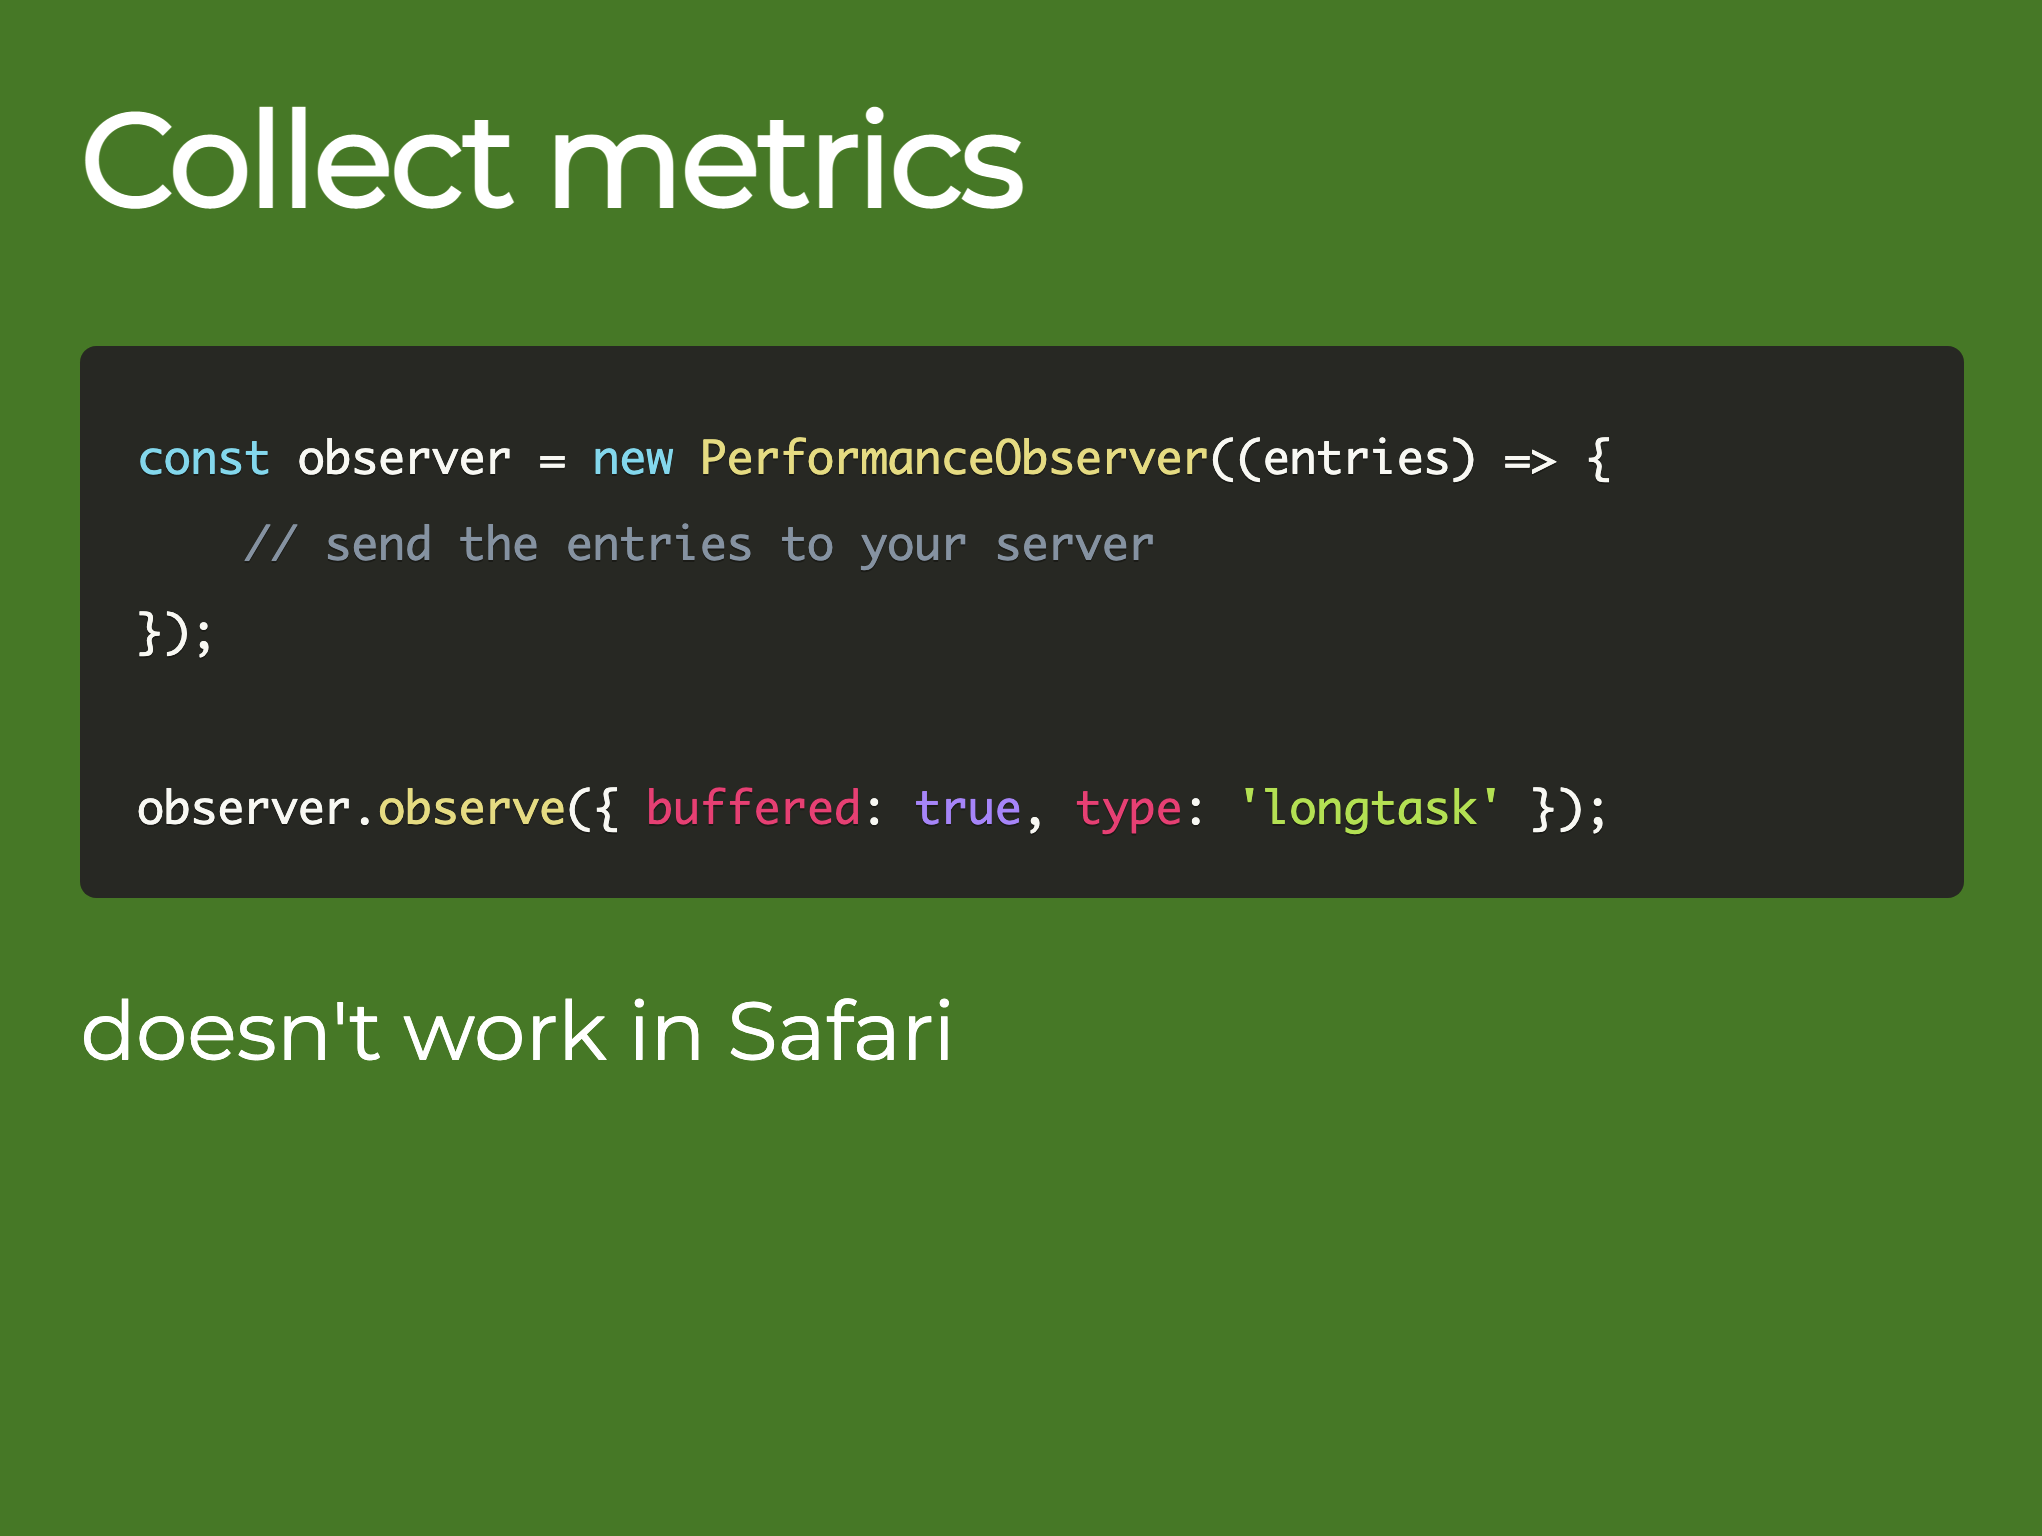 Collect metrics
const observer = new PerformanceObserver((entries) => {
    // send the entries to your server
});
observer.observe({ buffered: true, type: 'longtask' });
doesn't work in Safari